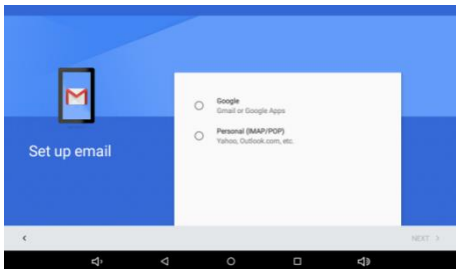 Google
Gmail or Google Apps
Personal (IMAP/POP)
Yahoo, Outlook.com, etc.
Set up email
NEXT